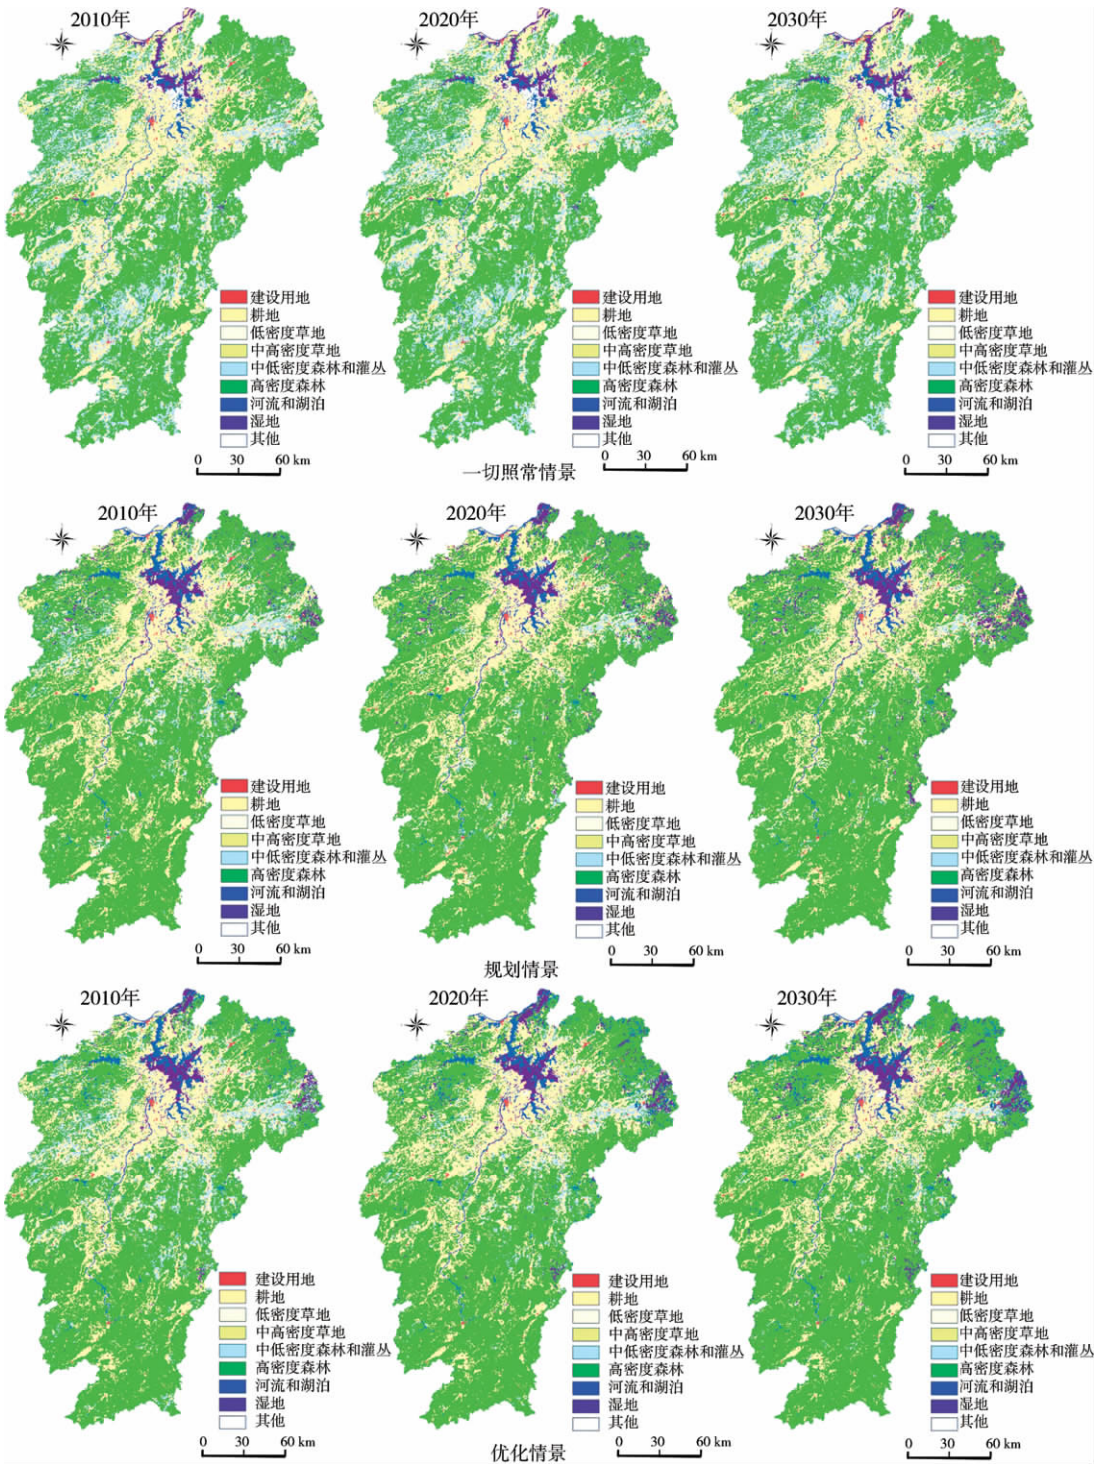 2010年
2020年
2030年
建设用地
耕地
低密度草地
中高密度草地
中低密度森林和灌丛
高密度森林
河流和湖泊
湿地
其他
0 30 60 km
建设用地
耕地
低密度草地
中高密度草地
中低密度森林和灌丛
高密度森林
河流和湖泊
湿地
其他
0 30 60 km
建设用地
耕地
低密度草地
中高密度草地
中低密度森林和灌丛
高密度森林
河流和湖泊
湿地
其他
0 30 60 km
一切照常情景
2010年
2020年
2030年
建设用地
耕地
低密度草地
中高密度草地
中低密度森林和灌丛
高密度森林
河流和湖泊
湿地
其他
0 30 60 km
建设用地
耕地
低密度草地
中高密度草地
中低密度森林和灌丛
高密度森林
河流和湖泊
湿地
其他
0 30 60 km
建设用地
耕地
低密度草地
中高密度草地
中低密度森林和灌丛
高密度森林
河流和湖泊
湿地
其他
0 30 60 km
规划情景
2010年
2020年
2030年
建设用地
耕地
低密度草地
中高密度草地
中低密度森林和灌丛
高密度森林
河流和湖泊
湿地
其他
0 30 60 km
建设用地
耕地
低密度草地
中高密度草地
中低密度森林和灌丛
高密度森林
河流和湖泊
湿地
其他
0 30 60 km
建设用地
耕地
低密度草地
中高密度草地
中低密度森林和灌丛
高密度森林
河流和湖泊
湿地
其他
0 30 60 km
优化情景